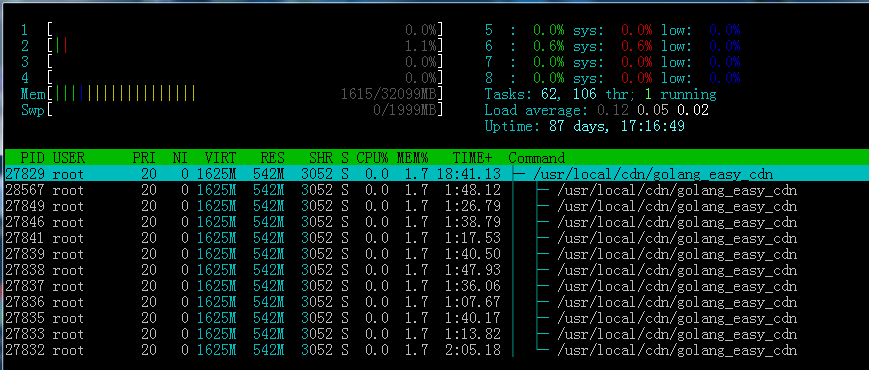 1 [ 0.0%] 5 : 0.0% sys: 0.0% low: 0.0%
2 [|| 1.1%] 6 : 0.6% sys: 0.6% low: 0.0%
3 [ 0.0%] 7 : 0.0% sys: 0.0% low: 0.0%
4 [ 0.0%] 8 : 0.0% sys: 0.0% low: 0.0%
Mem[|||||||||||||||||| 1615/32099MB] Tasks: 62, 106 thr; 1 running
Swp[ 0/1999MB] Load average: 0.12 0.05 0.02
Uptime: 87 days, 17:16:49
PID USER PRI NI VIRT RES SHR S CPU% MEM% TIME+ Command
27829 root 20 0 1625M 542M 3052 S 0.0 1.7 18:41.13 ├─ /usr/local/cdn/golang_easy_cdn
28567 root 20 0 1625M 542M 3052 S 0.0 1.7 1:48.12 │ ├─ /usr/local/cdn/golang_easy_cdn
27849 root 20 0 1625M 542M 3052 S 0.0 1.7 1:26.79 │ ├─ /usr/local/cdn/golang_easy_cdn
27846 root 20 0 1625M 542M 3052 S 0.0 1.7 1:38.79 │ ├─ /usr/local/cdn/golang_easy_cdn
27841 root 20 0 1625M 542M 3052 S 0.0 1.7 1:17.53 │ ├─ /usr/local/cdn/golang_easy_cdn
27839 root 20 0 1625M 542M 3052 S 0.0 1.7 1:40.50 │ ├─ /usr/local/cdn/golang_easy_cdn
27838 root 20 0 1625M 542M 3052 S 0.0 1.7 1:47.93 │ ├─ /usr/local/cdn/golang_easy_cdn
27837 root 20 0 1625M 542M 3052 S 0.0 1.7 1:36.06 │ ├─ /usr/local/cdn/golang_easy_cdn
27836 root 20 0 1625M 542M 3052 S 0.0 1.7 1:07.67 │ ├─ /usr/local/cdn/golang_easy_cdn
27835 root 20 0 1625M 542M 3052 S 0.0 1.7 1:40.17 │ ├─ /usr/local/cdn/golang_easy_cdn
27833 root 20 0 1625M 542M 3052 S 0.0 1.7 1:13.82 │ ├─ /usr/local/cdn/golang_easy_cdn
27832 root 20 0 1625M 542M 3052 S 0.0 1.7 2:05.18 │ └─ /usr/local/cdn/golang_easy_cdn